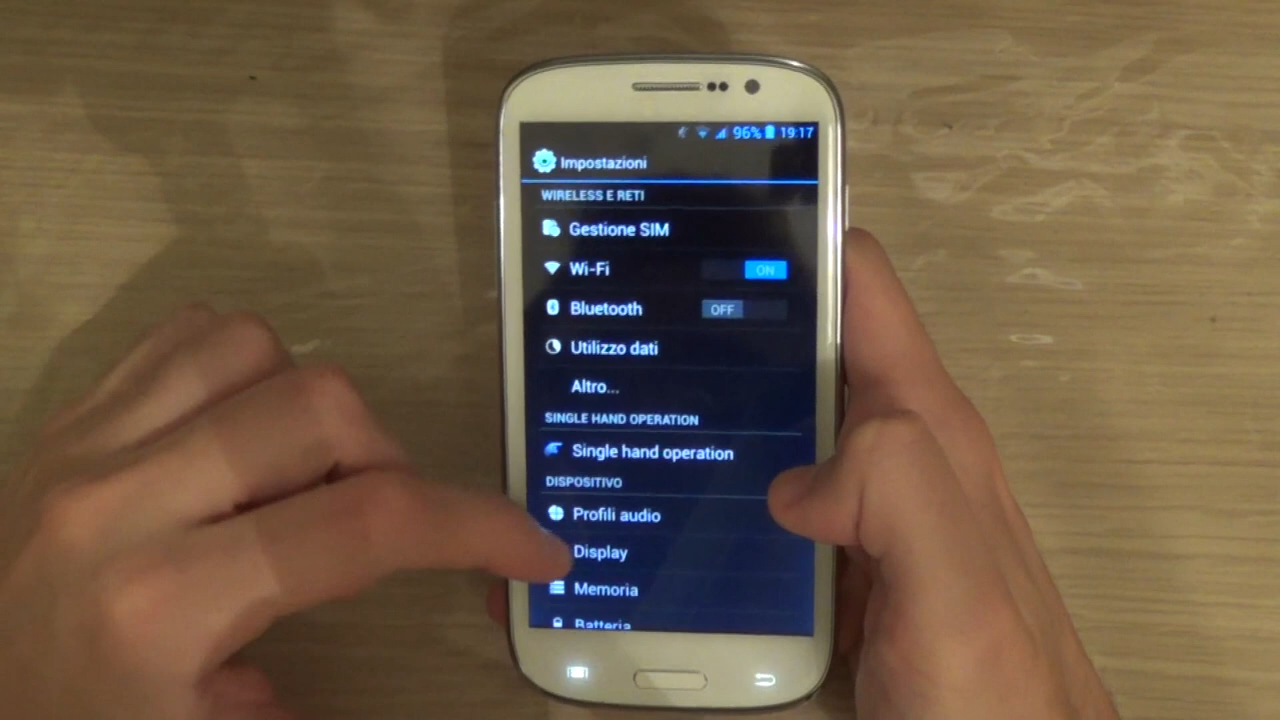 96% 19:17
Impostazioni
WIRELESS E RETI
Gestione SIM
Wi-Fi ON
Bluetooth OFF
Utilizzo dati
Altro...
SINGLE HAND OPERATION
Single hand operation
DISPOSITIVO
Profili audio
Display
Memoria
Batteria